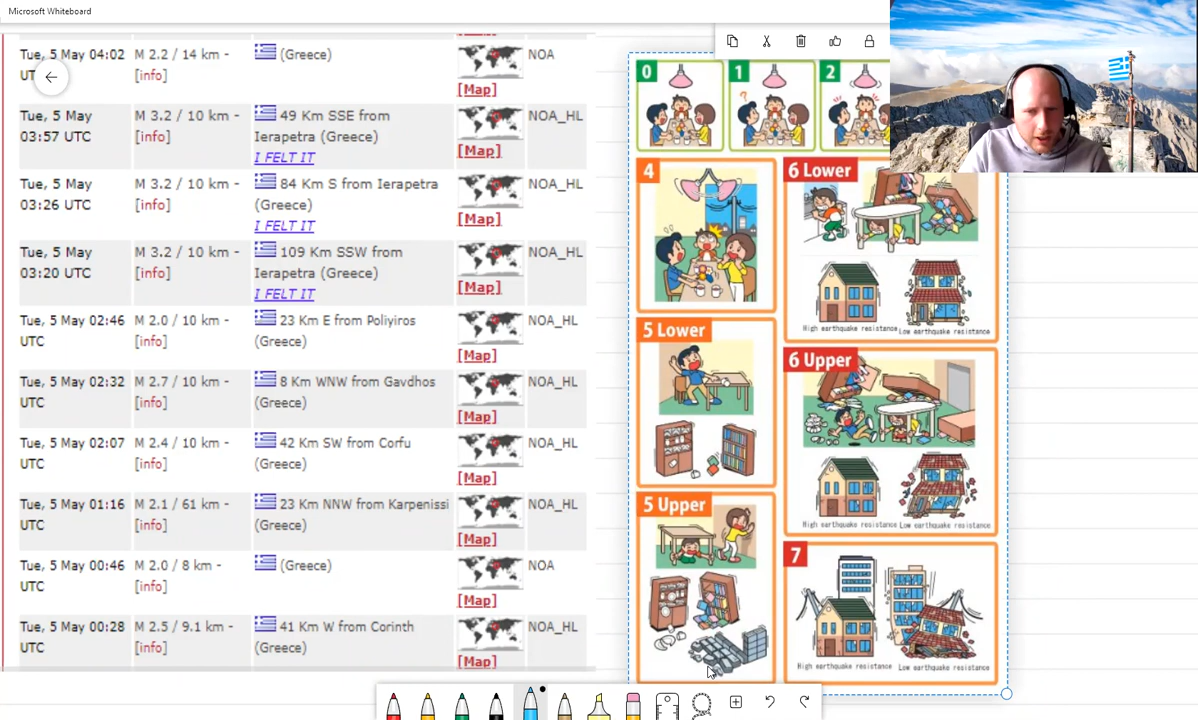 Microsoft Whiteboard
Tue, 5 May 04:02 M 2.2 / 14 km - (Greece) NOA
UT [info]
[Map]
Tue, 5 May M 3.2 / 10 km - 49 Km SSE from NOA_HL
03:57 UTC [info] Ierapetra (Greece)
I FELT IT [Map]
Tue, 5 May M 3.2 / 10 km - 84 Km S from Ierapetra NOA_HL
03:26 UTC [info] (Greece)
I FELT IT [Map]
Tue, 5 May M 3.2 / 10 km - 109 Km SSW from NOA_HL
03:20 UTC [info] Ierapetra (Greece)
I FELT IT [Map]
Tue, 5 May 02:46 M 2.0 / 10 km - 23 Km E from Poliyiros NOA_HL
UTC [info] (Greece)
[Map]
Tue, 5 May 02:32 M 2.7 / 10 km - 8 Km WNW from Gavdhos NOA_HL
UTC [info] (Greece)
[Map]
Tue, 5 May 02:07 M 2.4 / 10 km - 42 Km SW from Corfu NOA_HL
UTC [info] (Greece)
[Map]
Tue, 5 May 01:16 M 2.1 / 61 km - 23 Km NNW from Karpenissi NOA_HL
UTC [info] (Greece)
[Map]
Tue, 5 May 00:46 M 2.0 / 8 km - (Greece) NOA
UTC [info]
[Map]
Tue, 5 May 00:28 M 2.5 / 9.1 km - 41 Km W from Corinth NOA_HL
UTC [info] (Greece)
[Map]
0 1 2
4
6 Lower
High earthquake resistance Low earthquake resistance
5 Lower
6 Upper
High earthquake resistance Low earthquake resistance
5 Upper
7
High earthquake resistance Low earthquake resistance